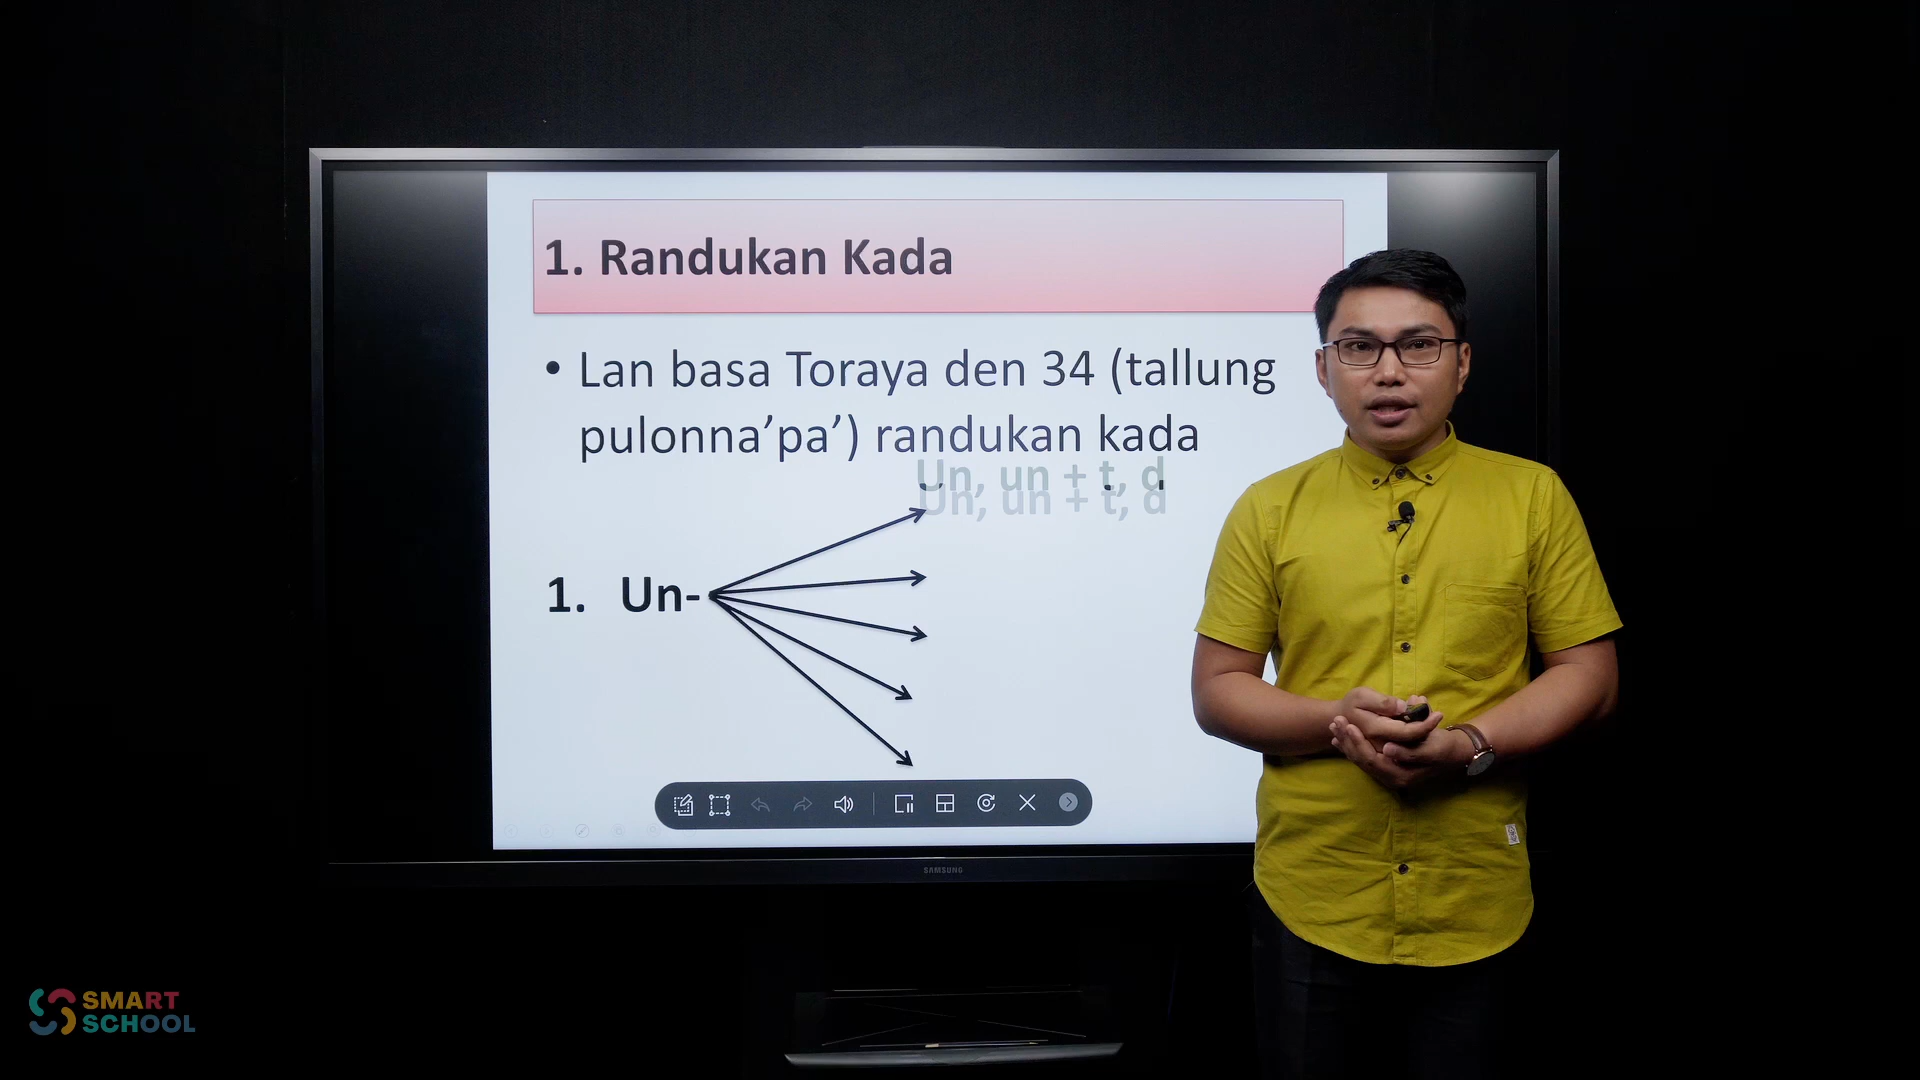 1. Randukan Kada
• Lan basa Toraya den 34 (tallung
pulonna’pa’) randukan kada
Un, un + t, d
1. Un-
SAMSUNG
SMART
SCHOOL